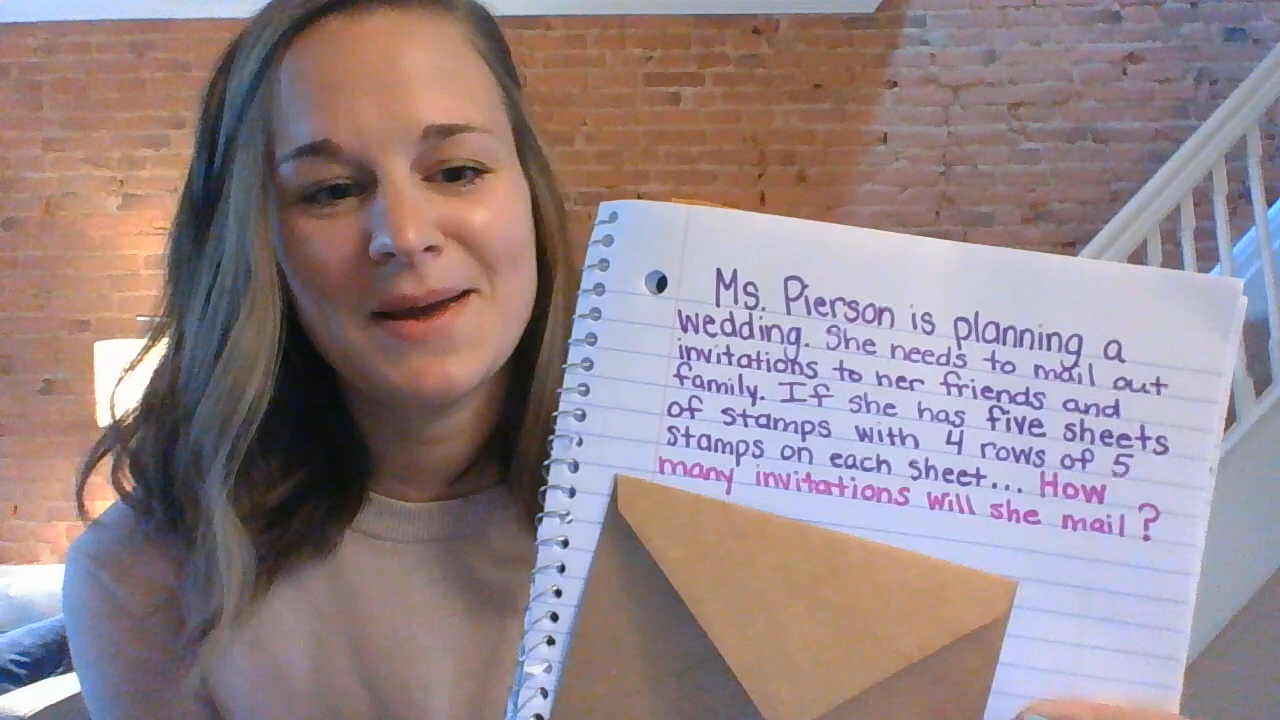 Ms. Pierson is planning a
wedding. She needs to mail out
invitations to her friends and
family. If she has five sheets
of stamps with 4 rows of 5
stamps on each sheet... How
many invitations will she mail?